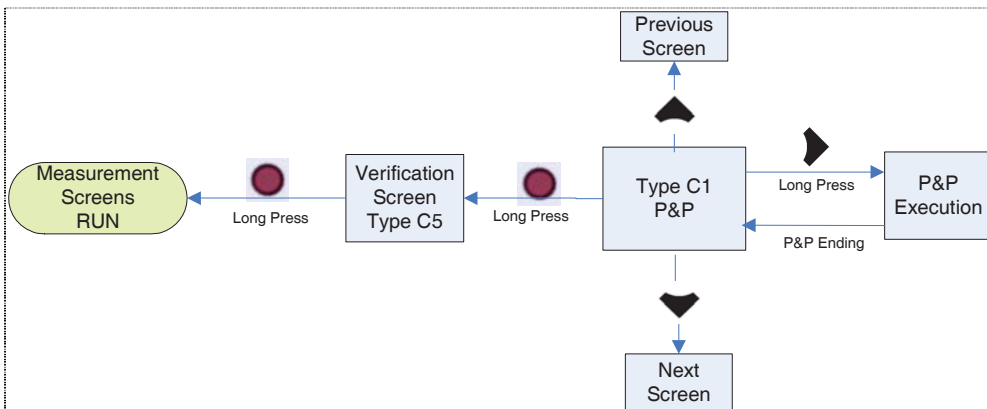 Previous
Screen
Measurement
Screens
RUN
Long Press
Verification
Screen
Type C5
Long Press
Type C1
P&P
Long Press
P&P Ending
P&P
Execution
Next
Screen